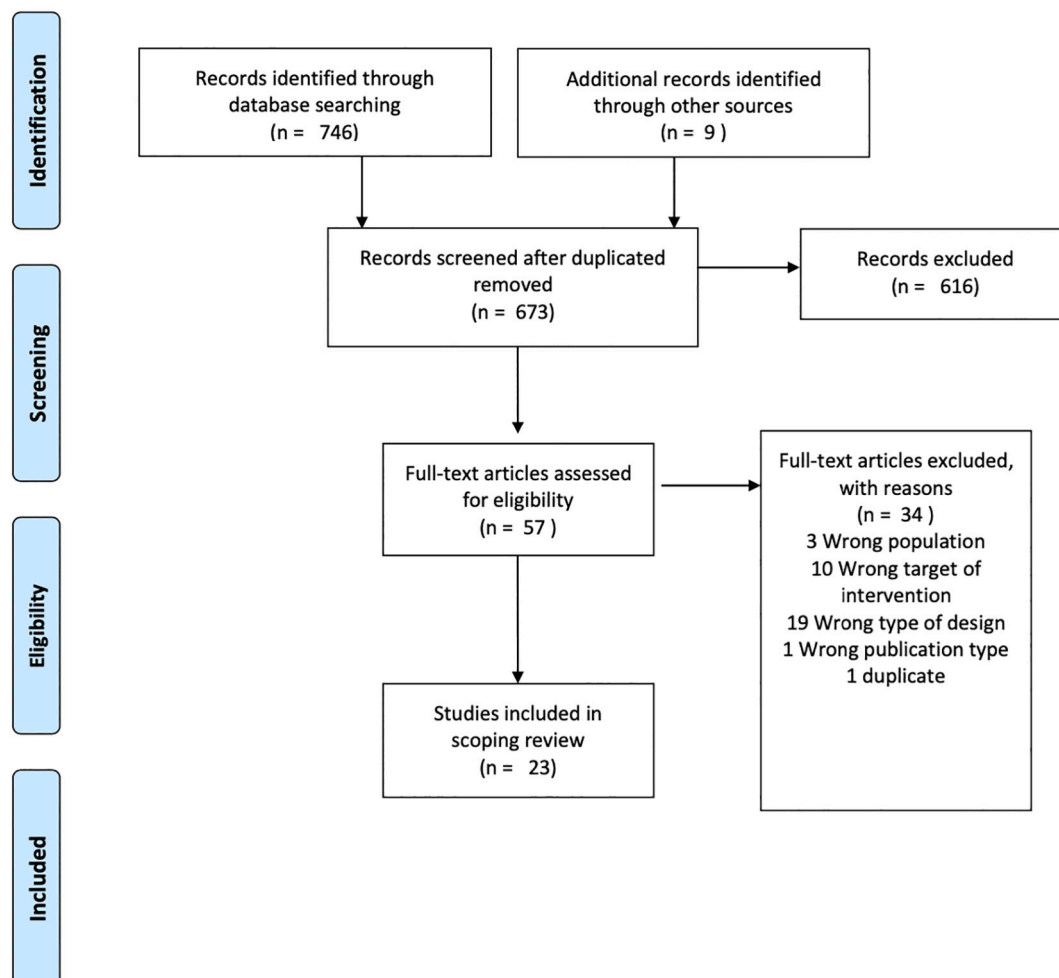 Identification
Records identified through
database searching
(n = 746)
Additional records identified
through other sources
(n = 9 )
Screening
Records screened after duplicated
removed
(n = 673)
Records excluded
(n = 616)
Eligibility
Full-text articles assessed
for eligibility
(n = 57 )
Full-text articles excluded,
with reasons
(n = 34 )
3 Wrong population
10 Wrong target of
intervention
19 Wrong type of design
1 Wrong publication type
1 duplicate
Included
Studies included in
scoping review
(n = 23)